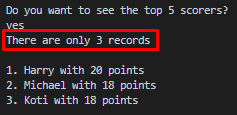 Do you want to see the top 5 scorers?
yes
There are only 3 records
1. Harry with 20 points
2. Michael with 18 points
3. Koti with 18 points